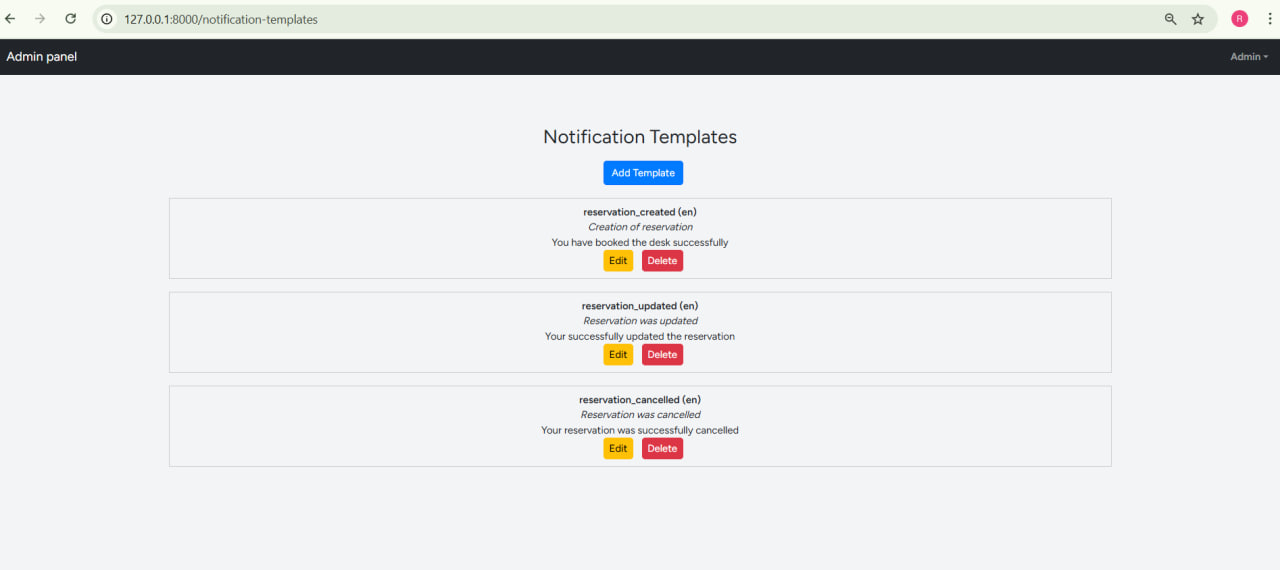 127.0.0.1:8000/notification-templates
R
Admin panel
Admin
Notification Templates
Add Template
reservation_created (en)
Creation of reservation
You have booked the desk successfully
Edit Delete
reservation_updated (en)
Reservation was updated
Your successfully updated the reservation
Edit Delete
reservation_cancelled (en)
Reservation was cancelled
Your reservation was successfully cancelled
Edit Delete